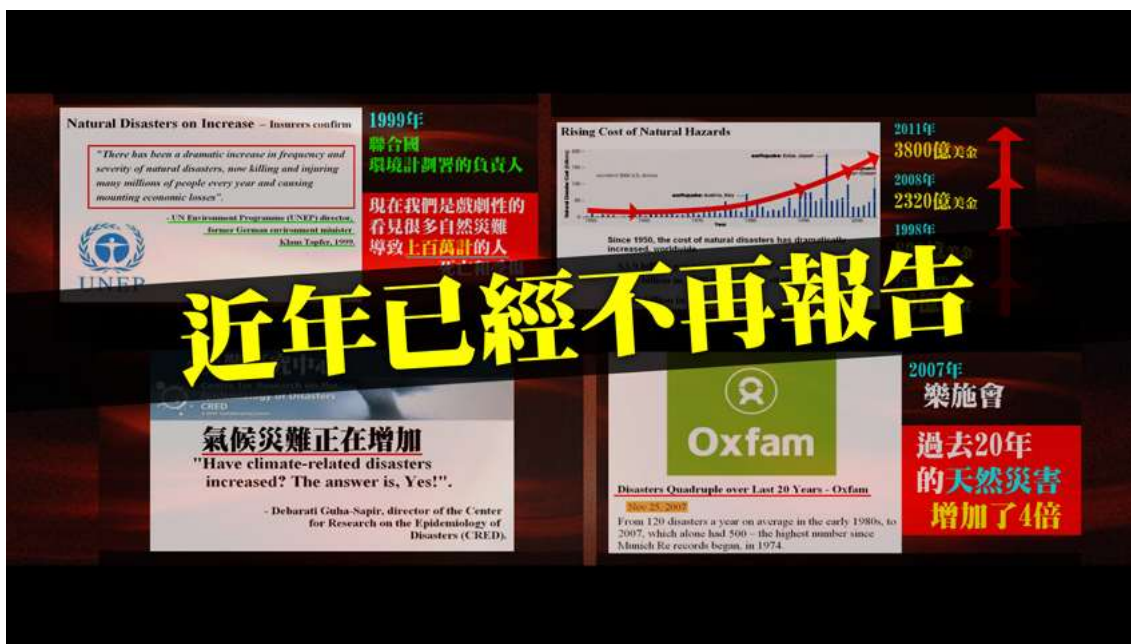 Natural Disasters on Increase – Insurers confirm
"There has been a dramatic increase in frequency and
severity of natural disasters, now killing and injuring
many millions of people every year and causing
mounting economic losses".
- UN Environment Programme (UNEP) director,
former German environment minister
Klaus Topfer, 1999.
UNEP
1999年
聯合國
環境計劃署的負責人
現在我們是戲劇性的
看見很多自然災難
導致上百萬計的人
Rising Cost of Natural Hazards
Since 1950, the cost of natural disasters has dramatically
increased, worldwide.
2011年
3800億美金
2008年
2320億美金
1998年
近年已經不再報告
CRED
氣候災難正在增加
"Have climate-related disasters
increased? The answer is, Yes!".
- Debarati Guha-Sapir, director of the Center
for Research on the Epidemiology of
Disasters (CRED).
Oxfam
Disasters Quadruple over Last 20 Years - Oxfam
Nov 25, 2007
From 120 disasters a year on average in the early 1980s, to
2007, which alone had 500 – the highest number since
Munich Re records began, in 1974.
2007年
樂施會
過去20年
的天然災害
增加了4倍